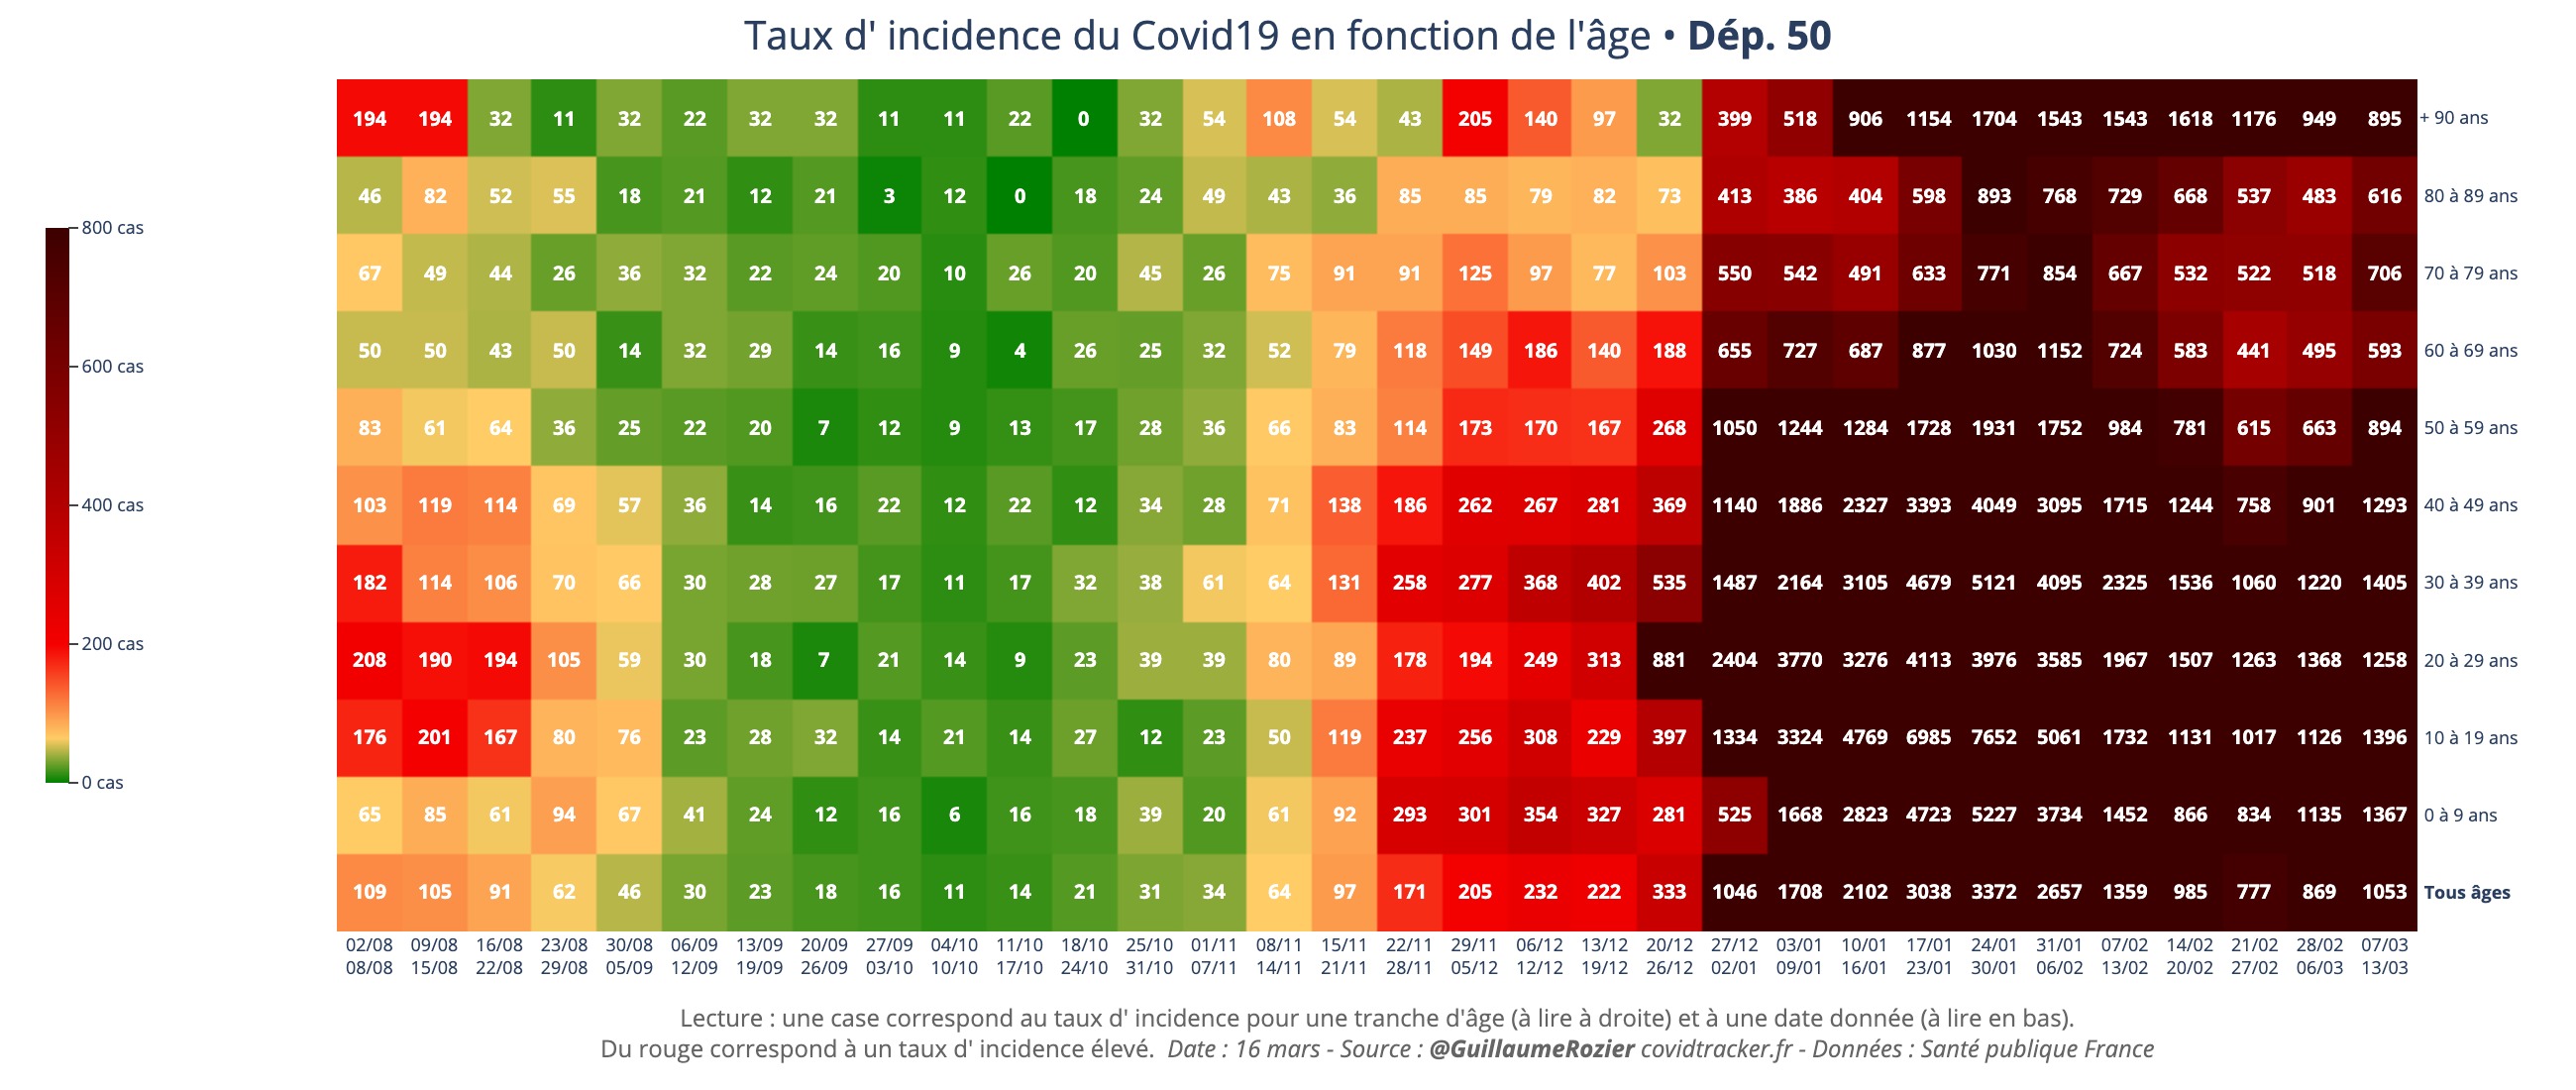 Taux d' incidence du Covid19 en fonction de l'âge • Dép. 50
194 194 32 11 32 22 32 32 11 11 22 0 32 54 108 54 43 205 140 97 32 399 518 906 1154 1704 1543 1543 1618 1176 949 895 + 90 ans
46 82 52 55 18 21 12 21 3 12 0 18 24 49 43 36 85 85 79 82 73 413 386 404 598 893 768 729 668 537 483 616 80 à 89 ans
800 cas
67 49 44 26 36 32 22 24 20 10 26 20 45 26 75 91 91 125 97 77 103 550 542 491 633 771 854 667 532 522 518 706 70 à 79 ans
50 50 43 50 14 32 29 14 16 9 4 26 25 32 52 79 118 149 186 140 188 655 727 687 877 1030 1152 724 583 441 495 593 60 à 69 ans
600 cas
83 61 64 36 25 22 20 7 12 9 13 17 28 36 66 83 114 173 170 167 268 1050 1244 1284 1728 1931 1752 984 781 615 663 894 50 à 59 ans
400 cas
103 119 114 69 57 36 14 16 22 12 22 12 34 28 71 138 186 262 267 281 369 1140 1886 2327 3393 4049 3095 1715 1244 758 901 1293 40 à 49 ans
182 114 106 70 66 30 28 27 17 11 17 32 38 61 64 131 258 277 368 402 535 1487 2164 3105 4679 5121 4095 2325 1536 1060 1220 1405 30 à 39 ans
200 cas
208 190 194 105 59 30 18 7 21 14 9 23 39 39 80 89 178 194 249 313 881 2404 3770 3276 4113 3976 3585 1967 1507 1263 1368 1258 20 à 29 ans
176 201 167 80 76 23 28 32 14 21 14 27 12 23 50 119 237 256 308 229 397 1334 3324 4769 6985 7652 5061 1732 1131 1017 1126 1396 10 à 19 ans
0 cas
65 85 61 94 67 41 24 12 16 6 16 18 39 20 61 92 293 301 354 327 281 525 1668 2823 4723 5227 3734 1452 866 834 1135 1367 0 à 9 ans
109 105 91 62 46 30 23 18 16 11 14 21 31 34 64 97 171 205 232 222 333 1046 1708 2102 3038 3372 2657 1359 985 777 869 1053 Tous âges
02/08 09/08 16/08 23/08 30/08 06/09 13/09 20/09 27/09 04/10 11/10 18/10 25/10 01/11 08/11 15/11 22/11 29/11 06/12 13/12 20/12 27/12 03/01 10/01 17/01 24/01 31/01 07/02 14/02 21/02 28/02 07/03
08/08 15/08 22/08 29/08 05/09 12/09 19/09 26/09 03/10 10/10 17/10 24/10 31/10 07/11 14/11 21/11 28/11 05/12 12/12 19/12 26/12 02/01 09/01 16/01 23/01 30/01 06/02 13/02 20/02 27/02 06/03 13/03
Lecture : une case correspond au taux d' incidence pour une tranche d'âge (à lire à droite) et à une date donnée (à lire en bas).
Du rouge correspond à un taux d' incidence élevé. Date : 16 mars - Source : @GuillaumeRozier covidtracker.fr - Données : Santé publique France